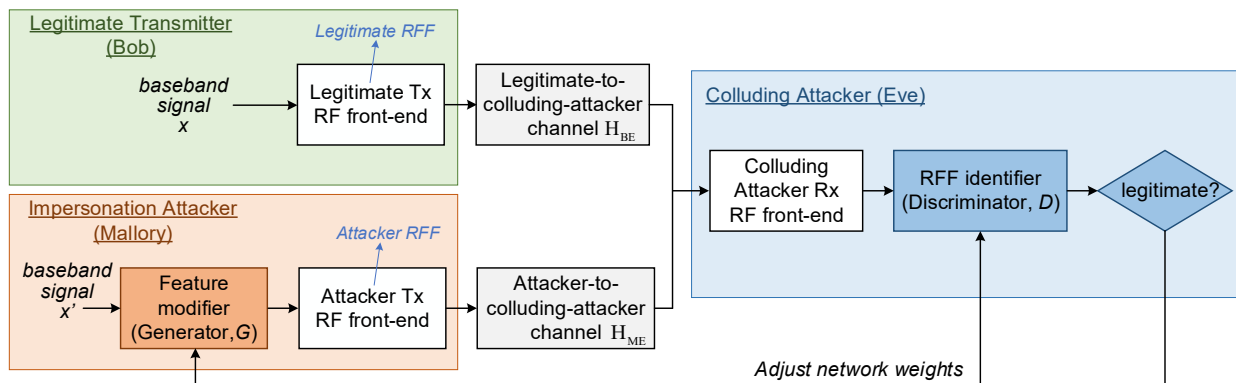 Legitimate Transmitter
(Bob)
Legitimate RFF
baseband
signal
x
Legitimate Tx
RF front-end
Legitimate-to-
colluding-attacker
channel H_BE
Impersonation Attacker
(Mallory)
Attacker RFF
baseband
signal
x'
Feature
modifier
(Generator,G)
Attacker Tx
RF front-end
Attacker-to-
colluding-attacker
channel H_ME
Colluding Attacker (Eve)
Colluding
Attacker Rx
RF front-end
RFF identifier
(Discriminator, D)
legitimate?
Adjust network weights